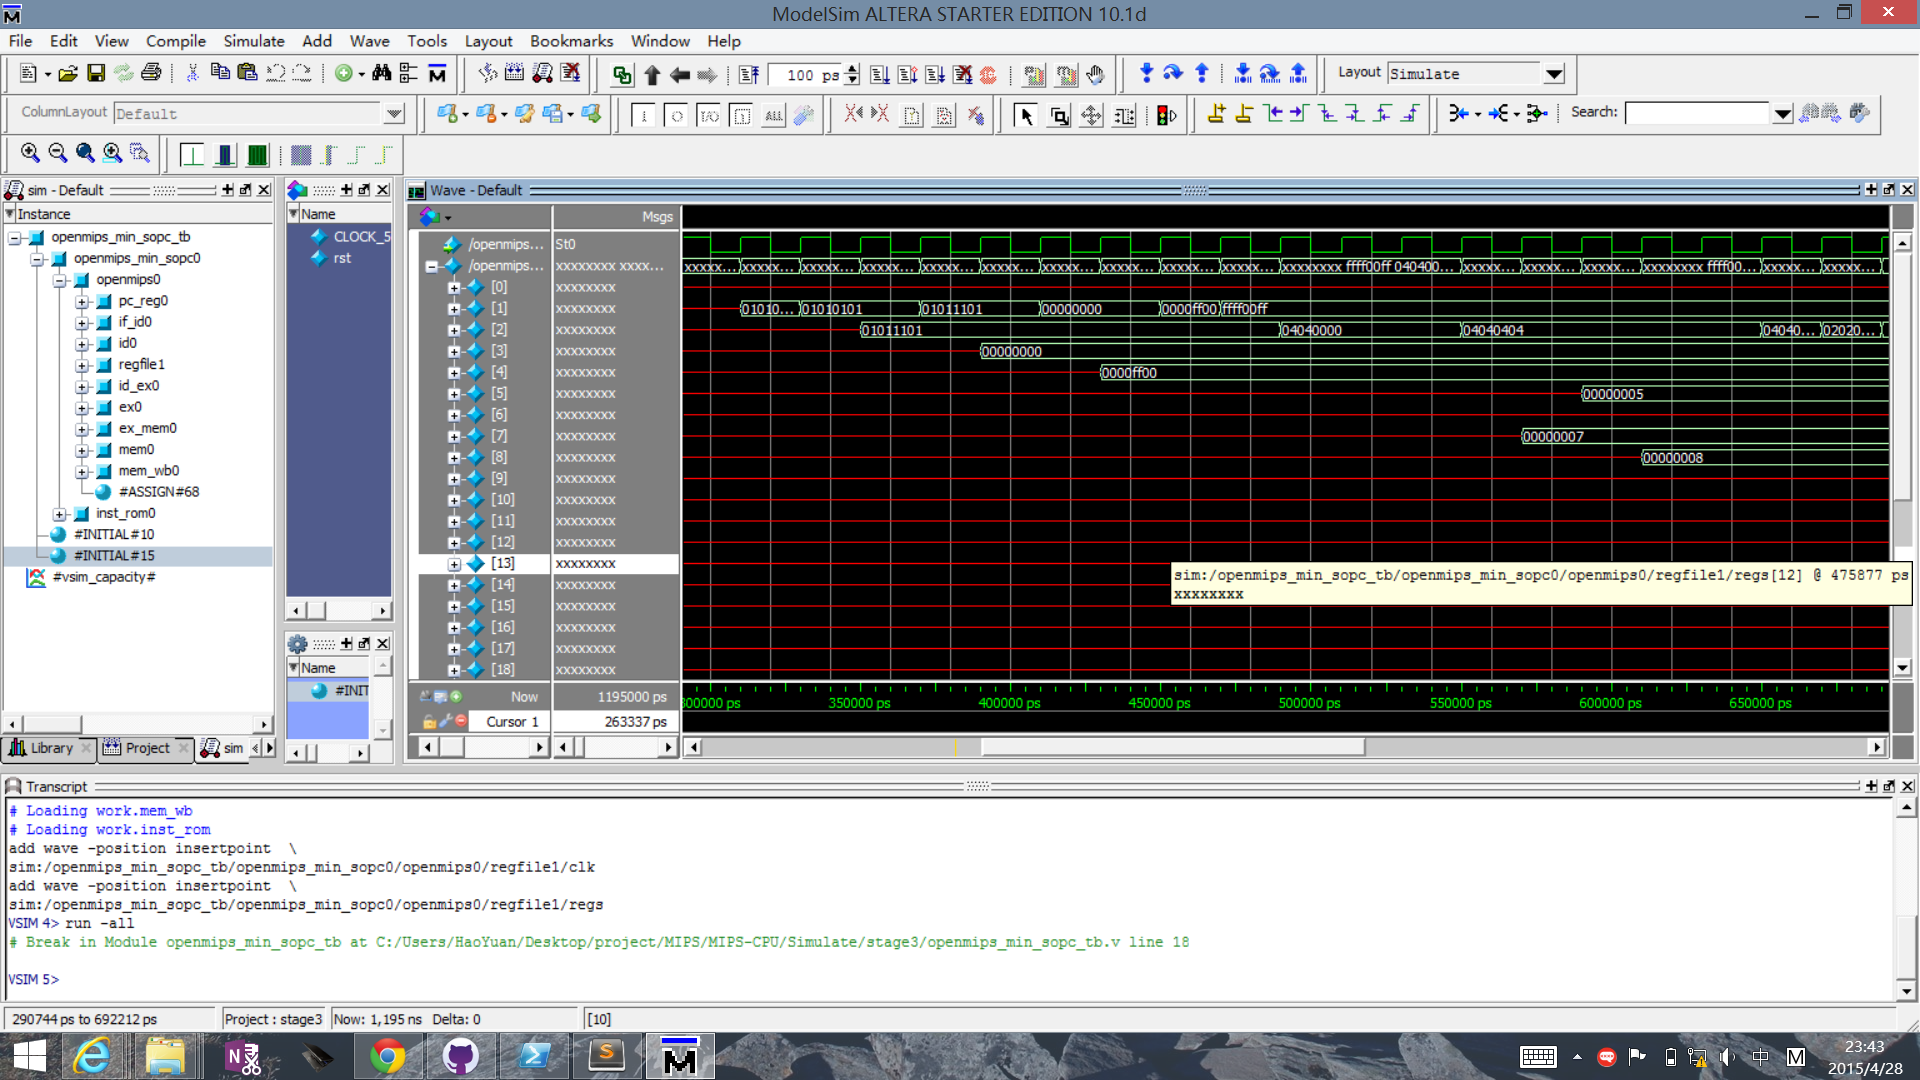 ModelSim ALTERA STARTER EDITION 10.1d
File Edit View Compile Simulate Add Wave Tools Layout Bookmarks Window Help
100 ps
Layout Simulate
ColumnLayout Default
ALL
Search:
sim - Default
Instance
openmips_min_sopc_tb
openmips_min_sopc0
openmips0
pc_reg0
if_id0
id0
regfile1
id_ex0
ex0
ex_mem0
mem0
mem_wb0
#ASSIGN#68
inst_rom0
#INITIAL#10
#INITIAL#15
#vsim_capacity#
Library Project sim
Name
CLOCK_5
rst
Name
#INIT
Wave - Default
Msgs
/openmips... St0
/openmips... xxxxxxxx xxxx... xxxxx... xxxxx... xxxxx... xxxxx... xxxxx... xxxxx... xxxxx... xxxxx... xxxxx... xxxxx... xxxxxxxx ffff00ff 040400... xxxxx... xxxxx... xxxxx... xxxxxxxx ffff00... xxxxx... xxxxx...
[0] xxxxxxxx
[1] xxxxxxxx 01010... 01010101 01011101 00000000 0000ff00 ffff00ff
[2] xxxxxxxx 01011101 04040000 04040404 04040... 02020...
[3] xxxxxxxx 00000000
[4] xxxxxxxx 0000ff00
[5] xxxxxxxx 00000005
[6] xxxxxxxx
[7] xxxxxxxx 00000007
[8] xxxxxxxx 00000008
[9] xxxxxxxx
[10] xxxxxxxx
[11] xxxxxxxx
[12] xxxxxxxx
[13] xxxxxxxx
[14] xxxxxxxx
[15] xxxxxxxx
[16] xxxxxxxx
[17] xxxxxxxx
[18] xxxxxxxx
sim:/openmips_min_sopc_tb/openmips_min_sopc0/openmips0/regfile1/regs[12] @ 475877 ps
xxxxxxxx
Now 1195000 ps
Cursor 1 263337 ps
00000 ps 350000 ps 400000 ps 450000 ps 500000 ps 550000 ps 600000 ps 650000 ps
Transcript
# Loading work.mem_wb
# Loading work.inst_rom
add wave -position insertpoint \
sim:/openmips_min_sopc_tb/openmips_min_sopc0/openmips0/regfile1/clk
add wave -position insertpoint \
sim:/openmips_min_sopc_tb/openmips_min_sopc0/openmips0/regfile1/regs
VSIM 4> run -all
# Break in Module openmips_min_sopc_tb at C:/Users/HaoYuan/Desktop/project/MIPS/MIPS-CPU/Simulate/stage3/openmips_min_sopc_tb.v line 18
VSIM 5>
290744 ps to 692212 ps Project : stage3 Now: 1,195 ns Delta: 0 [10]
中 M
23:43
2015/4/28